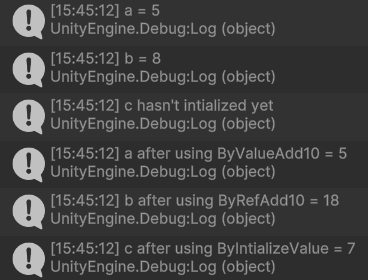 [15:45:12] a = 5
UnityEngine.Debug:Log (object)
[15:45:12] b = 8
UnityEngine.Debug:Log (object)
[15:45:12] c hasn't intialized yet
UnityEngine.Debug:Log (object)
[15:45:12] a after using ByValueAdd10 = 5
UnityEngine.Debug:Log (object)
[15:45:12] b after using ByRefAdd10 = 18
UnityEngine.Debug:Log (object)
[15:45:12] c after using ByIntializeValue = 7
UnityEngine.Debug:Log (object)